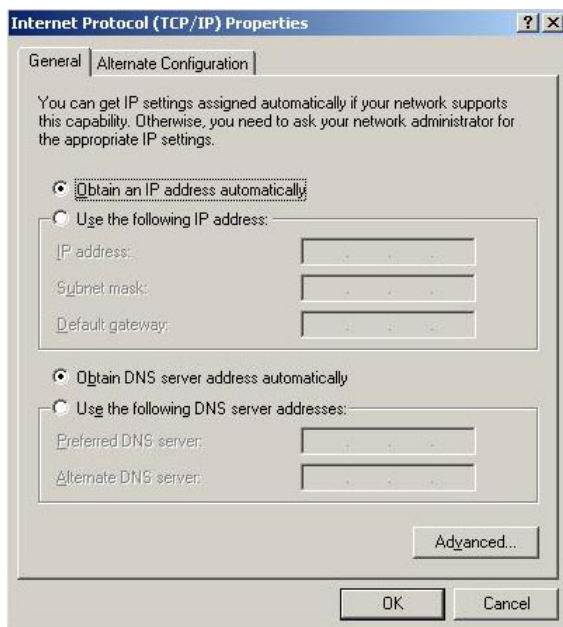 Internet Protocol (TCP/IP) Properties
General
Alternate Configuration
You can get IP settings assigned automatically if your network supports
this capability. Otherwise, you need to ask your network administrator for
the appropriate IP settings.
Obtain an IP address automatically
Use the following IP address:
IP address:
Subnet mask:
Default gateway:
Obtain DNS server address automatically
Use the following DNS server addresses:
Preferred DNS server:
Alternate DNS server:
Advanced...
OK
Cancel